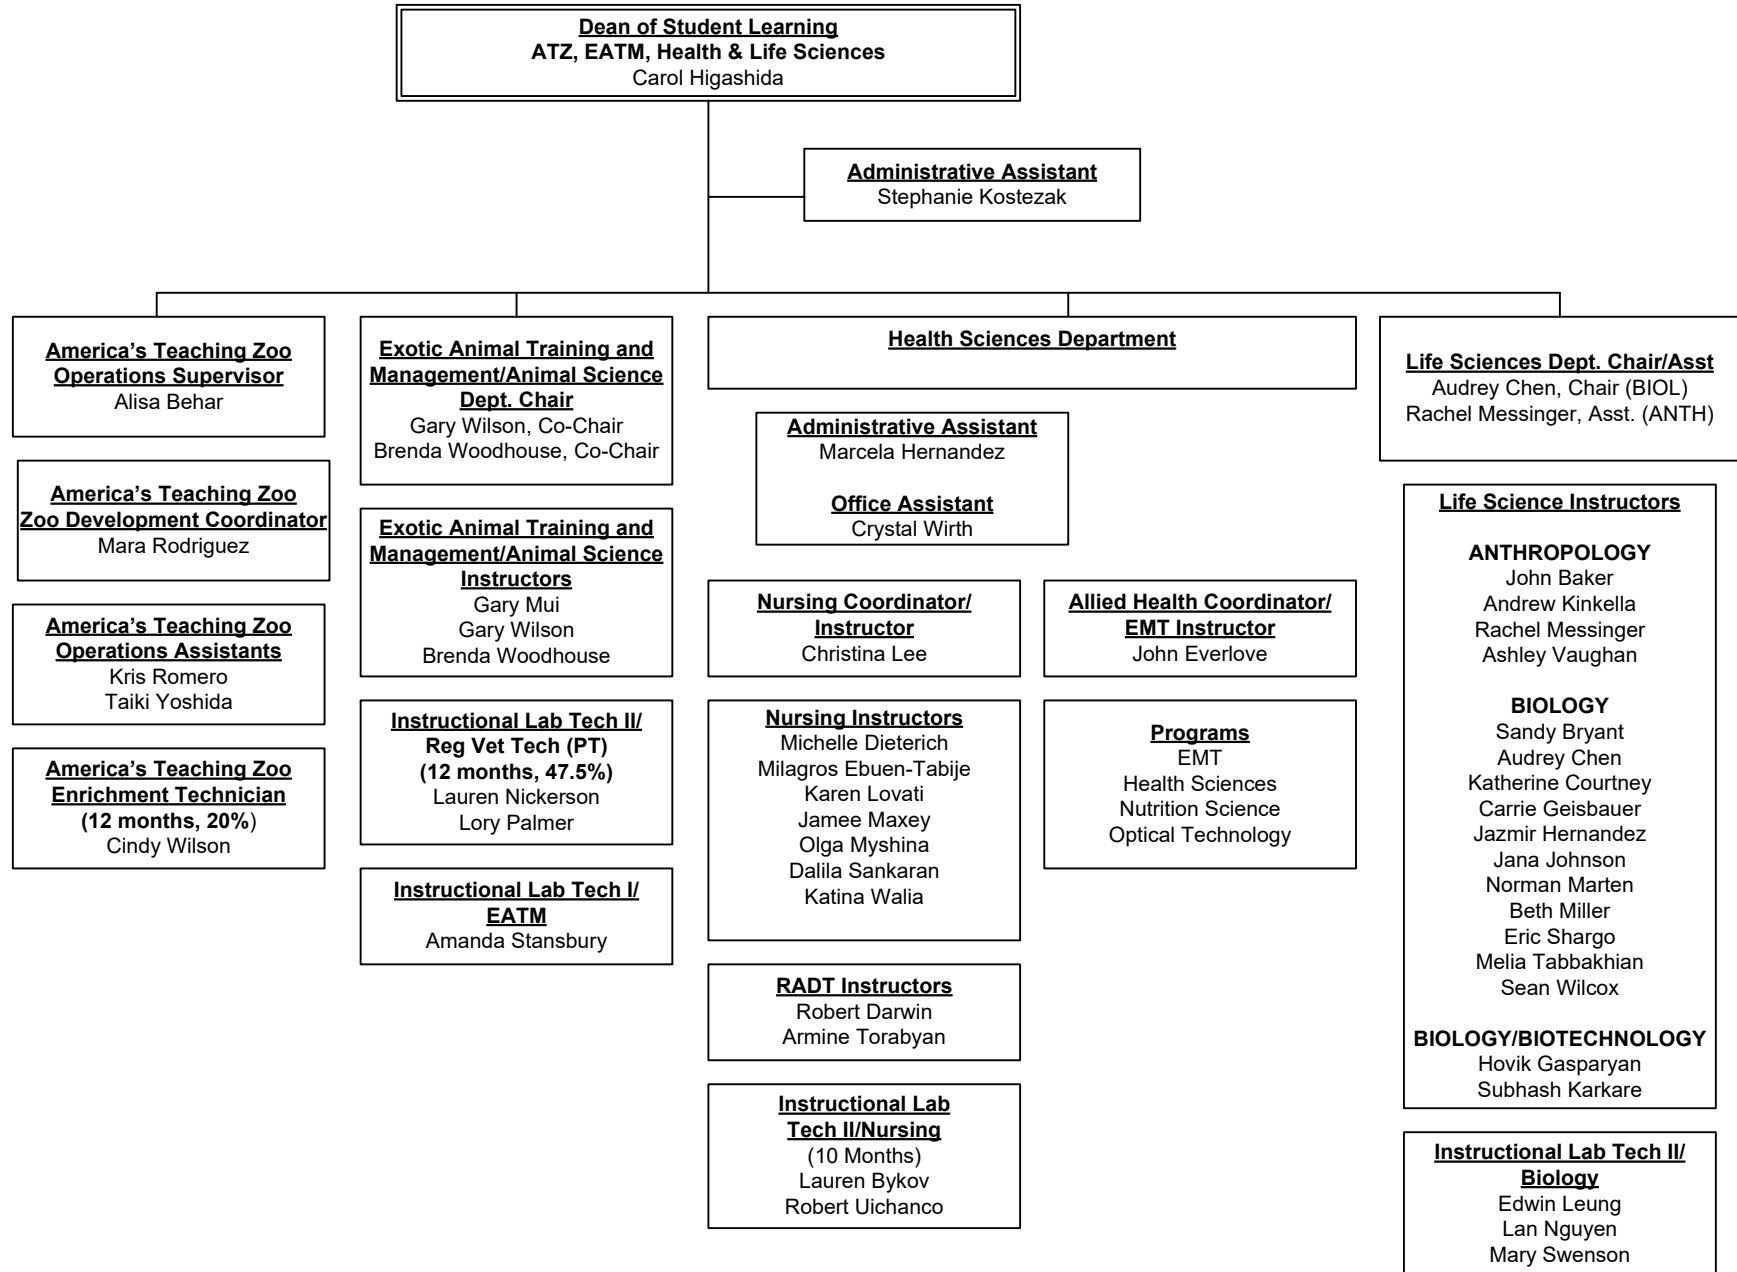 Dean of Student Learning
ATZ, EATM, Health & Life Sciences
Carol Higashida
Administrative Assistant
Stephanie Kostezak
America’s Teaching Zoo
Operations Supervisor
Alisa Behar
America’s Teaching Zoo
Zoo Development Coordinator
Mara Rodriguez
America’s Teaching Zoo
Operations Assistants
Kris Romero
Taiki Yoshida
America’s Teaching Zoo
Enrichment Technician
(12 months, 20%)
Cindy Wilson
Exotic Animal Training and
Management/Animal Science
Dept. Chair
Gary Wilson, Co-Chair
Brenda Woodhouse, Co-Chair
Exotic Animal Training and
Management/Animal Science
Instructors
Gary Mui
Gary Wilson
Brenda Woodhouse
Instructional Lab Tech II/
Reg Vet Tech (PT)
(12 months, 47.5%)
Lauren Nickerson
Lory Palmer
Instructional Lab Tech I/
EATM
Amanda Stansbury
Health Sciences Department
Administrative Assistant
Marcela Hernandez
Office Assistant
Crystal Wirth
Nursing Coordinator/
Instructor
Christina Lee
Nursing Instructors
Michelle Dieterich
Milagros Ebuen-Tabije
Karen Lovati
Jamee Maxey
Olga Myshina
Dalila Sankaran
Katina Walia
RADT Instructors
Robert Darwin
Armine Torabyan
Instructional Lab
Tech II/Nursing
(10 Months)
Lauren Bykov
Robert Uichanco
Allied Health Coordinator/
EMT Instructor
John Everlove
Programs
EMT
Health Sciences
Nutrition Science
Optical Technology
Life Sciences Dept. Chair/Asst
Audrey Chen, Chair (BIOL)
Rachel Messinger, Asst. (ANTH)
Life Science Instructors
ANTHROPOLOGY
John Baker
Andrew Kinkella
Rachel Messinger
Ashley Vaughan
BIOLOGY
Sandy Bryant
Audrey Chen
Katherine Courtney
Carrie Geisbauer
Jazmir Hernandez
Jana Johnson
Norman Marten
Beth Miller
Eric Shargo
Melia Tabbakhian
Sean Wilcox
BIOLOGY/BIOTECHNOLOGY
Hovik Gasparyan
Subhash Karkare
Instructional Lab Tech II/
Biology
Edwin Leung
Lan Nguyen
Mary Swenson